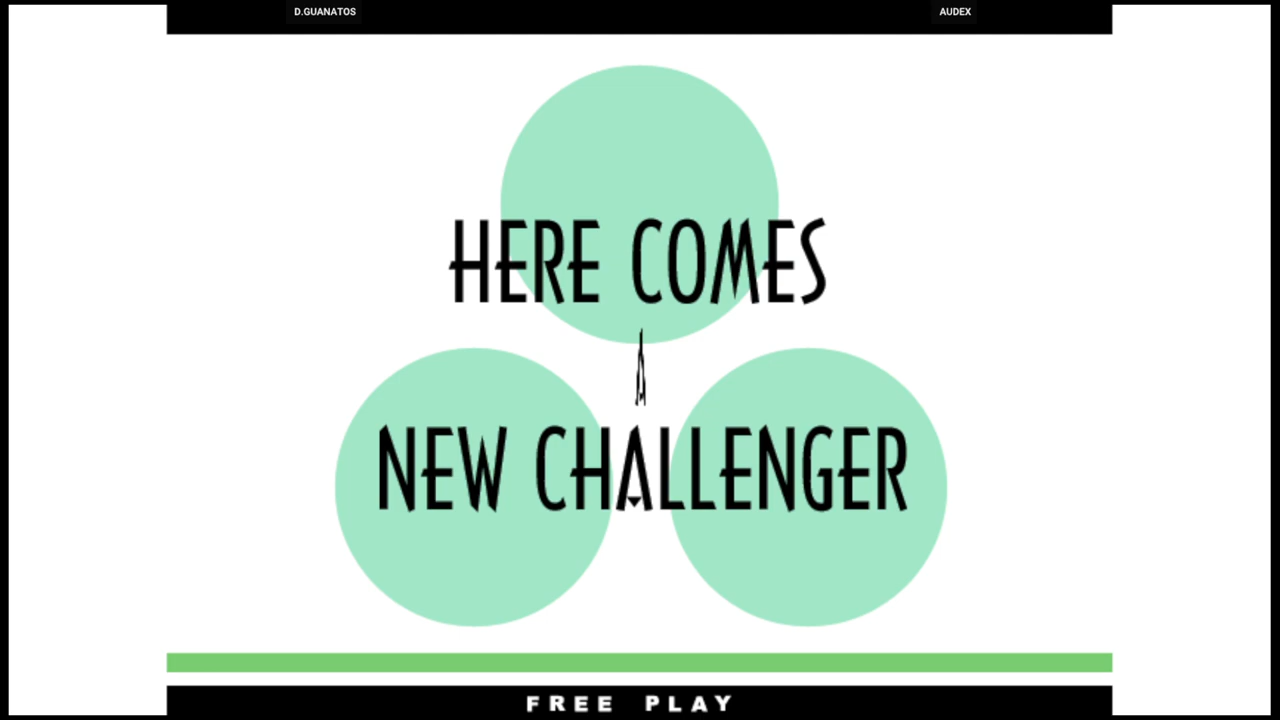 D.GUANATOS
AUDEX
HERE COMES
A
NEW CHALLENGER
FREE PLAY